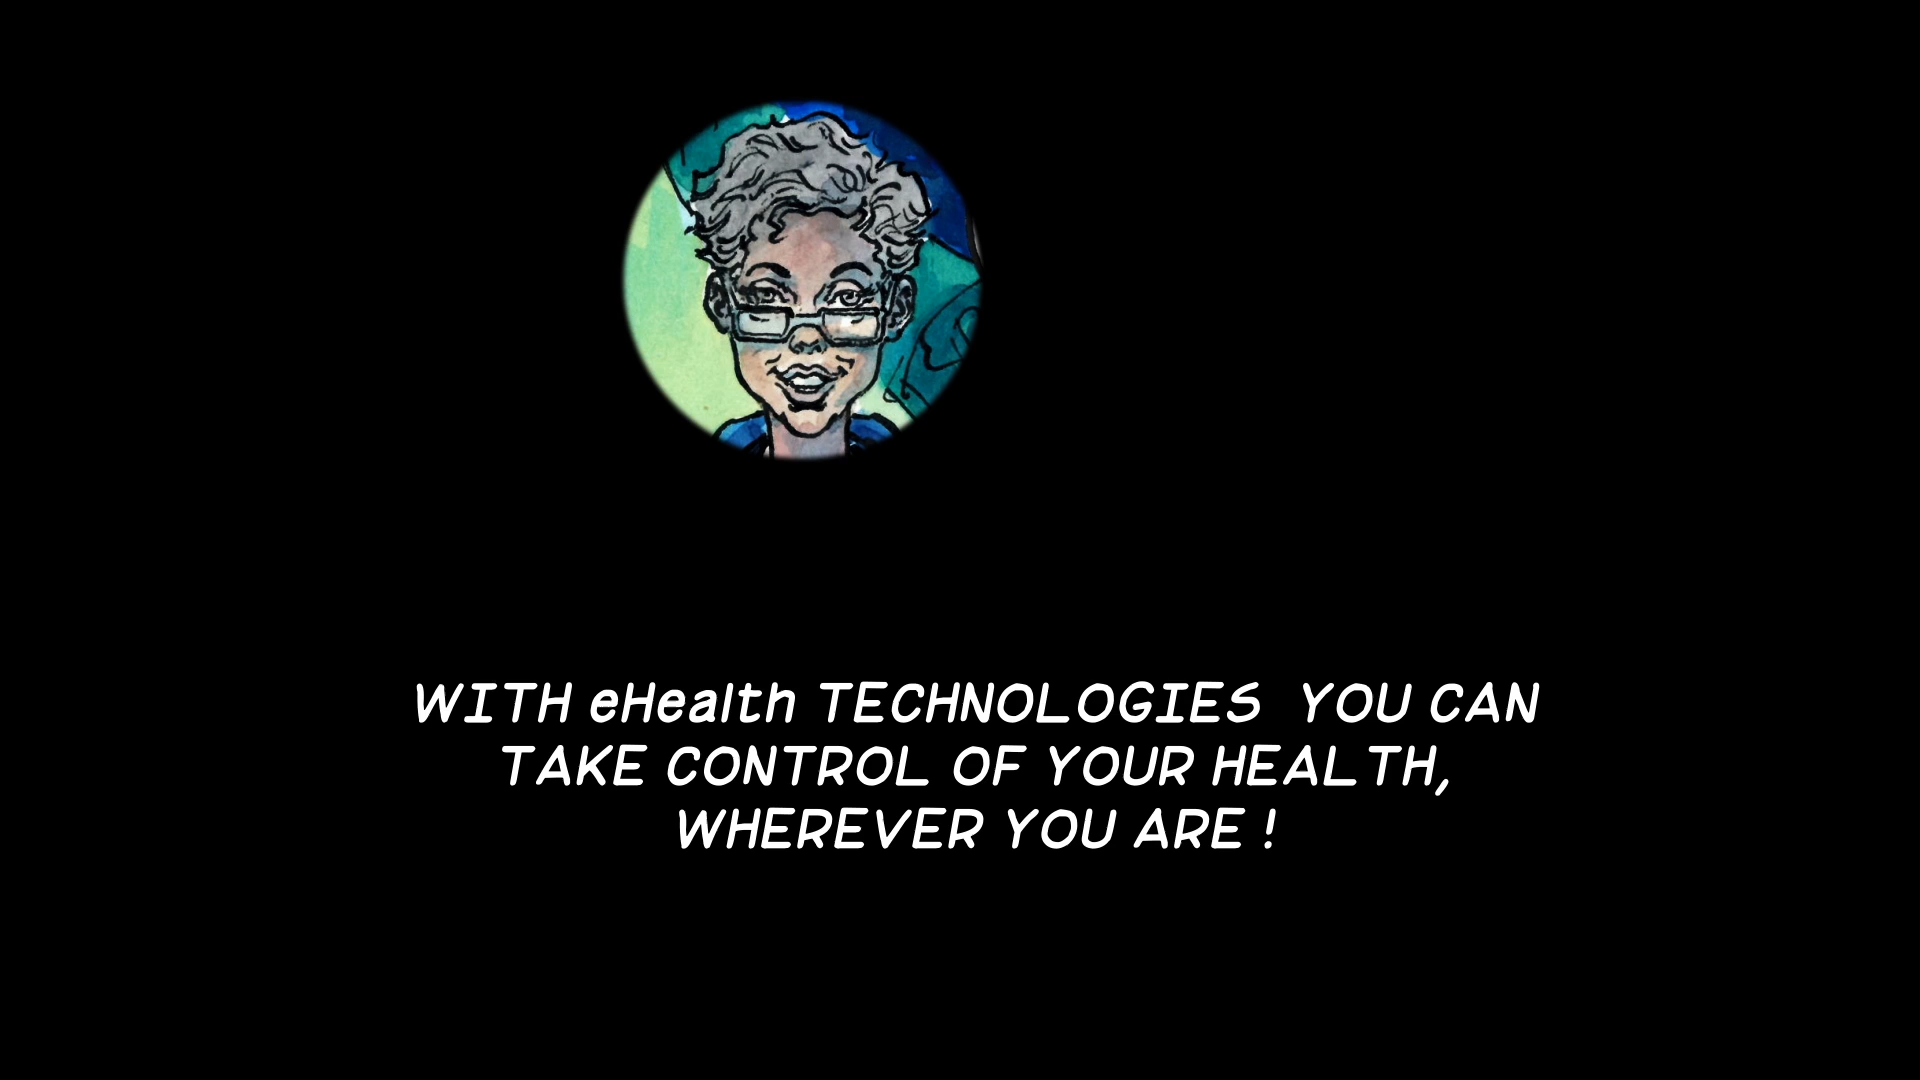 WITH eHealth TECHNOLOGIES  YOU CAN
TAKE CONTROL OF YOUR HEALTH,
WHEREVER YOU ARE !